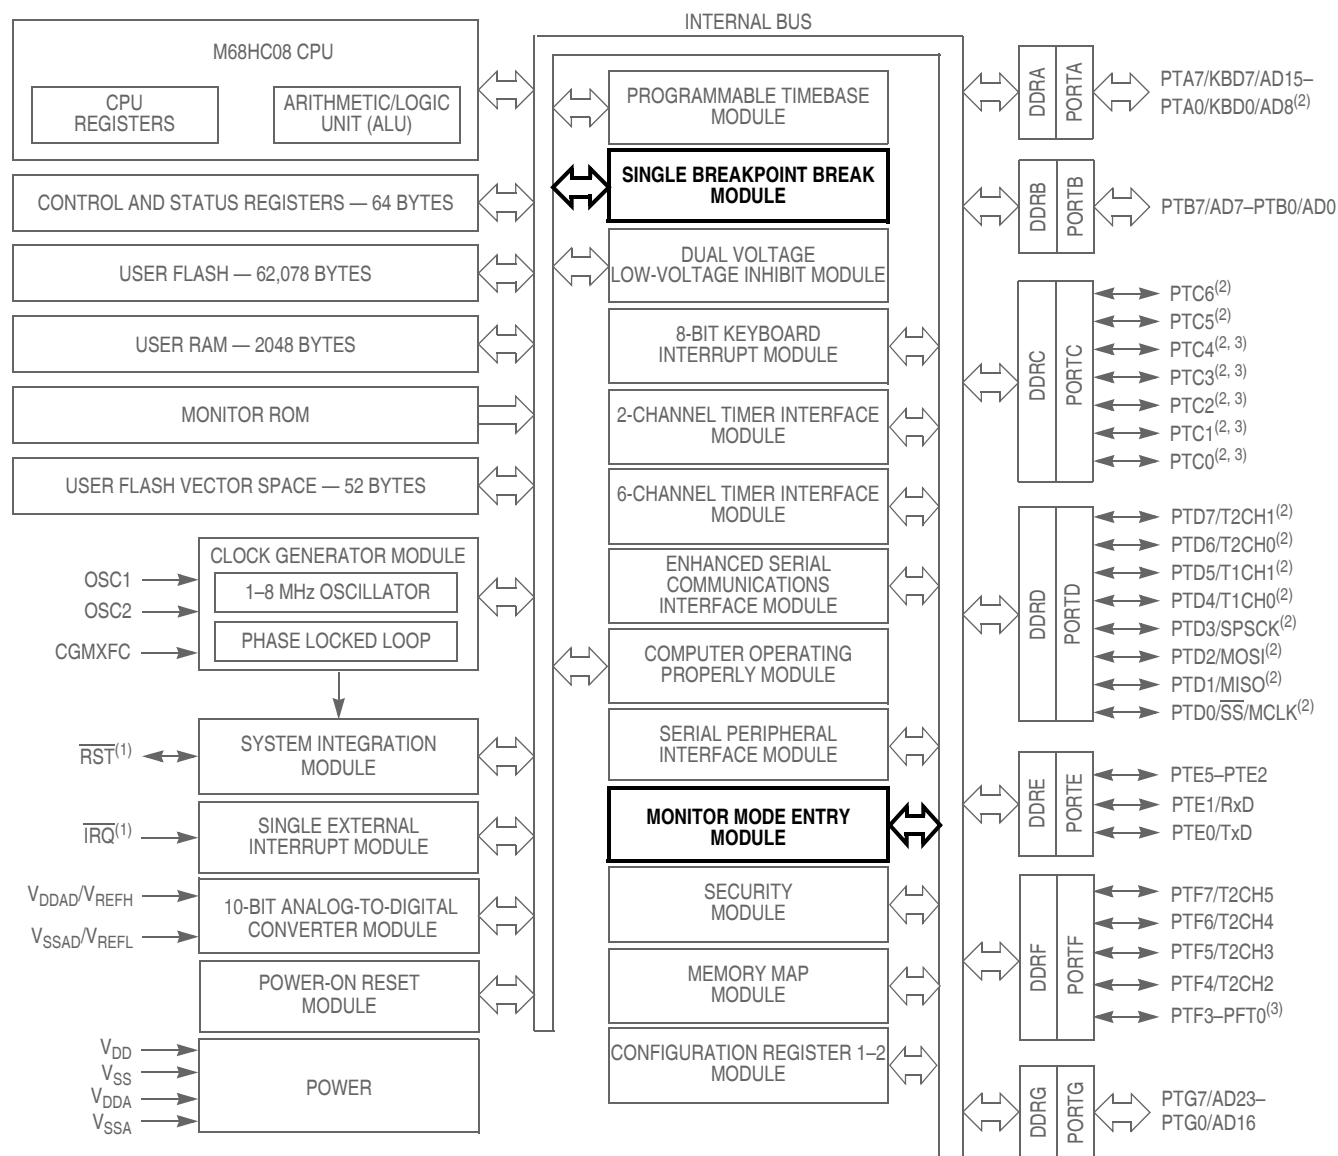 INTERNAL BUS
M68HC08 CPU
CPU
REGISTERS
ARITHMETIC/LOGIC
UNIT (ALU)
CONTROL AND STATUS REGISTERS — 64 BYTES
USER FLASH — 62,078 BYTES
USER RAM — 2048 BYTES
MONITOR ROM
USER FLASH VECTOR SPACE — 52 BYTES
CLOCK GENERATOR MODULE
1–8 MHz OSCILLATOR
PHASE LOCKED LOOP
OSC1
OSC2
CGMXFC
SYSTEM INTEGRATION
MODULE
RST(1)
SINGLE EXTERNAL
INTERRUPT MODULE
IRQ(1)
10-BIT ANALOG-TO-DIGITAL
CONVERTER MODULE
VDDAD/VREFH
VSSAD/VREFL
POWER-ON RESET
MODULE
POWER
VDD
VSS
VDDA
VSSA
PROGRAMMABLE TIMEBASE
MODULE
SINGLE BREAKPOINT BREAK
MODULE
DUAL VOLTAGE
LOW-VOLTAGE INHIBIT MODULE
8-BIT KEYBOARD
INTERRUPT MODULE
2-CHANNEL TIMER INTERFACE
MODULE
6-CHANNEL TIMER INTERFACE
MODULE
ENHANCED SERIAL
COMMUNICATIONS
INTERFACE MODULE
COMPUTER OPERATING
PROPERLY MODULE
SERIAL PERIPHERAL
INTERFACE MODULE
MONITOR MODE ENTRY
MODULE
SECURITY
MODULE
MEMORY MAP
MODULE
CONFIGURATION REGISTER 1–2
MODULE
DDRA
PORTA
PTA7/KBD7/AD15–
PTA0/KBD0/AD8(2)
DDRB
PORTB
PTB7/AD7–PTB0/AD0
DDRC
PORTC
PTC6(2)
PTC5(2)
PTC4(2, 3)
PTC3(2, 3)
PTC2(2, 3)
PTC1(2, 3)
PTC0(2, 3)
DDRD
PORTD
PTD7/T2CH1(2)
PTD6/T2CH0(2)
PTD5/T1CH1(2)
PTD4/T1CH0(2)
PTD3/SPSCK(2)
PTD2/MOSI(2)
PTD1/MISO(2)
PTD0/SS/MCLK(2)
DDRE
PORTE
PTE5–PTE2
PTE1/RxD
PTE0/TxD
DDRF
PORTF
PTF7/T2CH5
PTF6/T2CH4
PTF5/T2CH3
PTF4/T2CH2
PTF3–PFT0(3)
DDRG
PORTG
PTG7/AD23–
PTG0/AD16